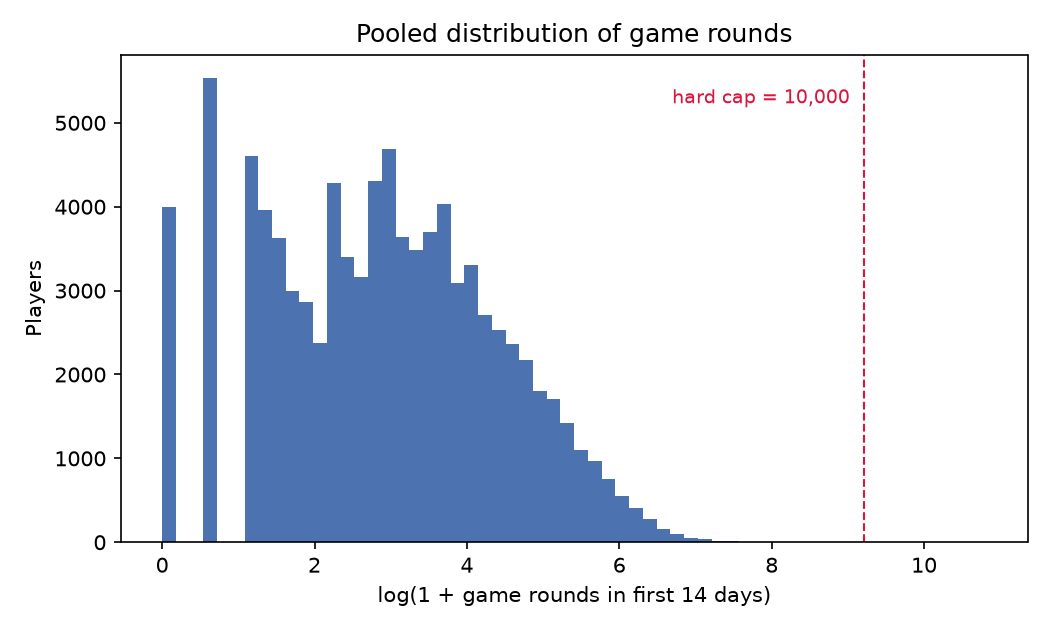 Pooled distribution of game rounds
hard cap = 10,000
Players
5000
4000
3000
2000
1000
0
0 2 4 6 8 10
log(1 + game rounds in first 14 days)